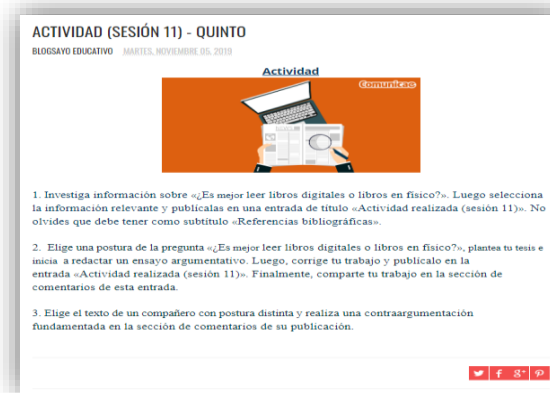 ACTIVIDAD (SESIÓN 11) - QUINTO
BLOGSAYO EDUCATIVO MARTES, NOVIEMBRE 05, 2019
Actividad
Comunicæ
1. Investiga información sobre «¿Es mejor leer libros digitales o libros en físico?». Luego selecciona
la información relevante y publícalas en una entrada de título «Actividad realizada (sesión 11)». No
olvides que debe tener como subtítulo «Referencias bibliográficas».
2. Elige una postura de la pregunta «¿Es mejor leer libros digitales o libros en físico?», plantea tu tesis e
inicia a redactar un ensayo argumentativo. Luego, corrige tu trabajo y publícalo en la
entrada «Actividad realizada (sesión 11)». Finalmente, comparte tu trabajo en la sección de
comentarios de esta entrada.
3. Elige el texto de un compañero con postura distinta y realiza una contraargumentación
fundamentada en la sección de comentarios de su publicación.